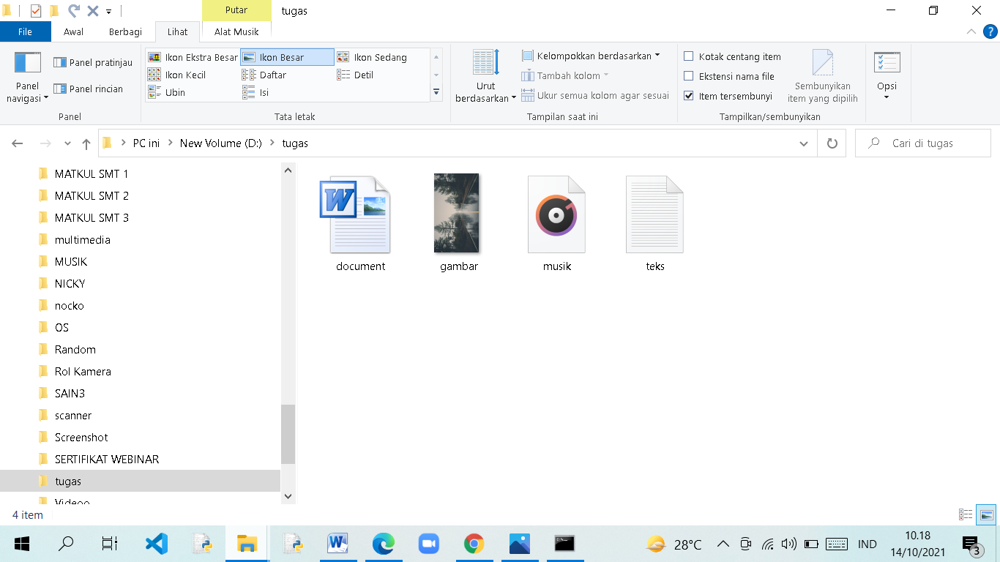 Putar
tugas
File
Awal
Berbagi
Lihat
Alat Musik
Panel navigasi
Panel pratinjau
Panel rincian
Panel
Ikon Ekstra Besar
Ikon Besar
Ikon Sedang
Ikon Kecil
Daftar
Detil
Ubin
Isi
Tata letak
Urut berdasarkan
Kelompokkan berdasarkan
Tambah kolom
Ukur semua kolom agar sesuai
Tampilan saat ini
Kotak centang item
Ekstensi nama file
Item tersembunyi
Sembunyikan item yang dipilih
Tampilkan/sembunyikan
Opsi
PC ini > New Volume (D:) > tugas
Cari di tugas
MATKUL SMT 1
MATKUL SMT 2
MATKUL SMT 3
multimedia
MUSIK
NICKY
nocko
OS
Random
Rol Kamera
SAIN3
scanner
Screenshot
SERTIFIKAT WEBINAR
tugas
Videoo
document
gambar
musik
teks
4 item
28°C
IND
10.18
14/10/2021
3